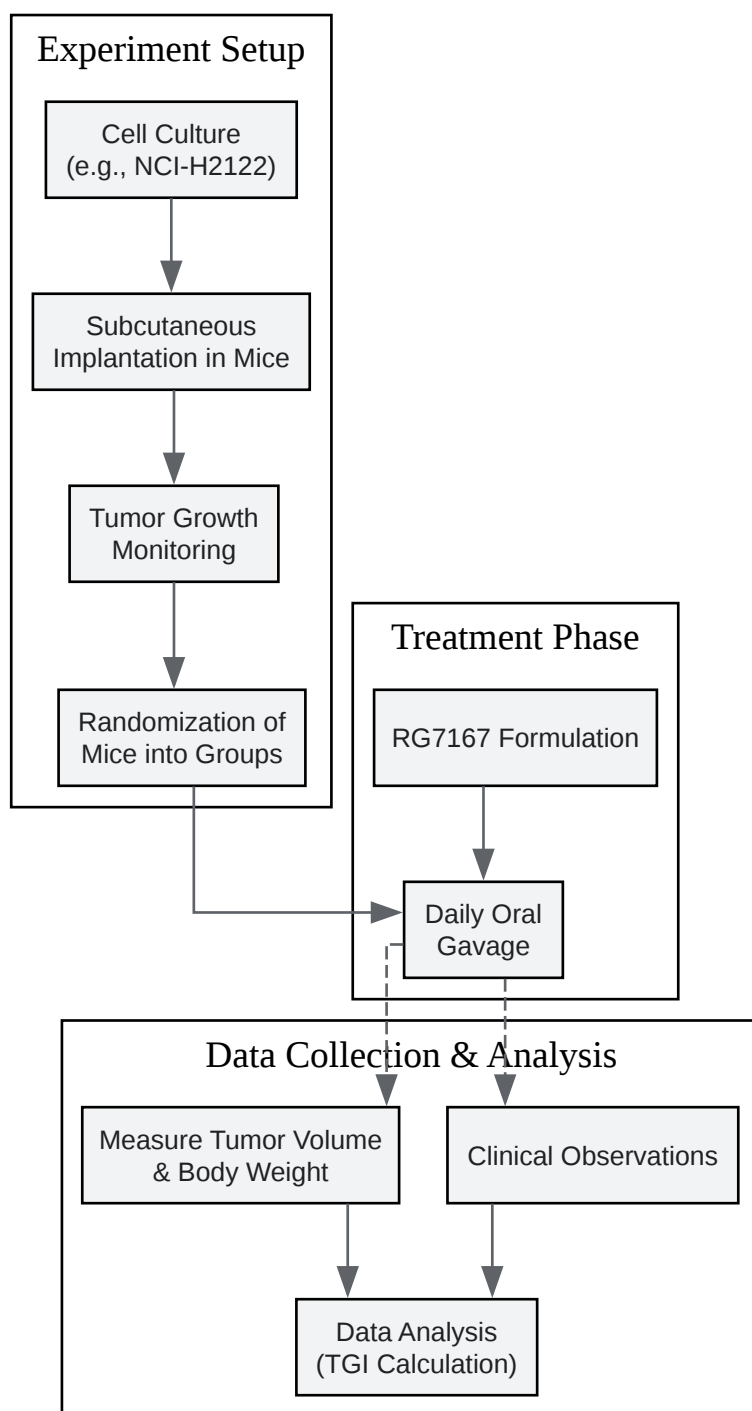 Experiment Setup
Cell Culture
(e.g., NCI-H2122)
Subcutaneous
Implantation in Mice
Tumor Growth
Monitoring
Randomization of
Mice into Groups
Treatment Phase
RG7167 Formulation
Daily Oral
Gavage
Data Collection & Analysis
Measure Tumor Volume
& Body Weight
Clinical Observations
Data Analysis
(TGI Calculation)